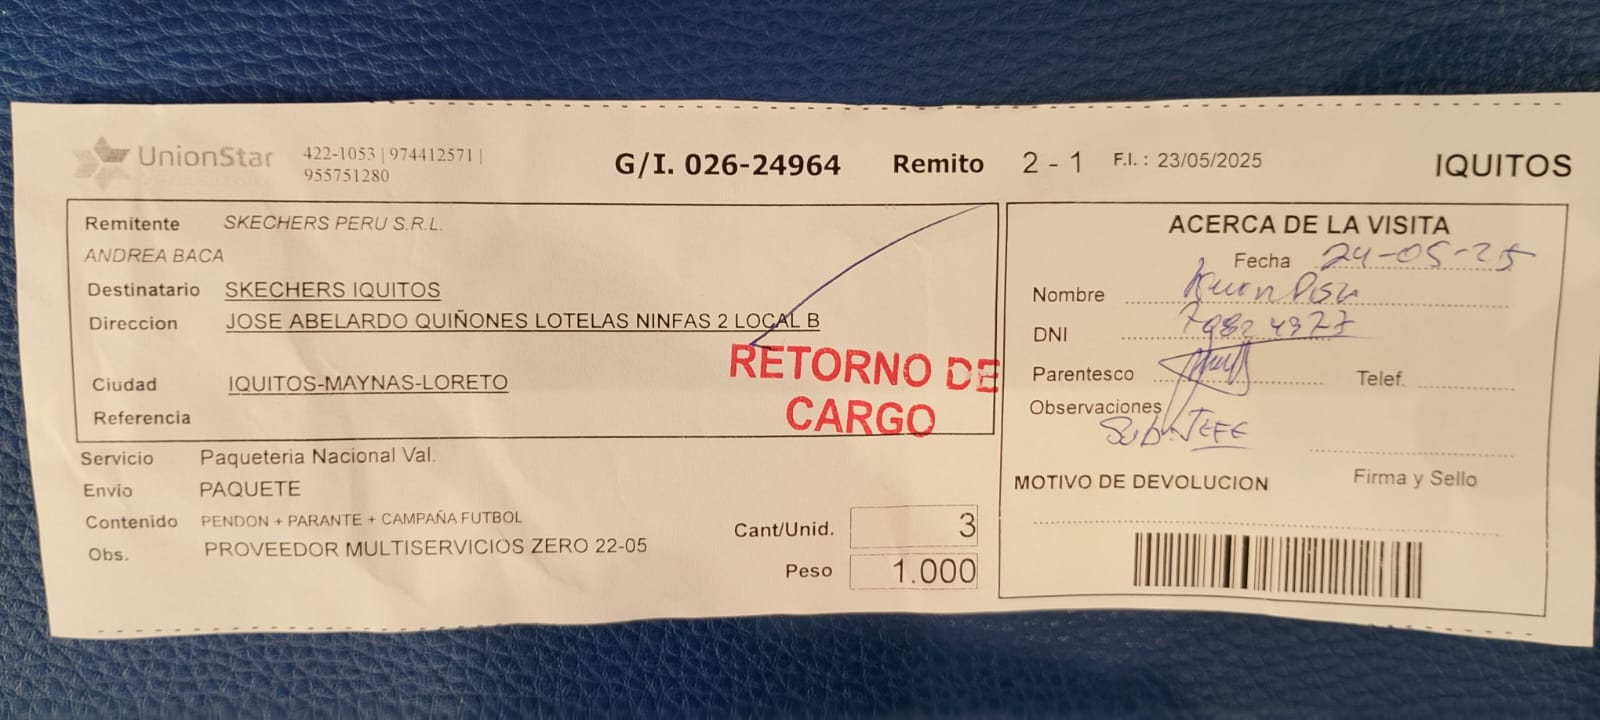 UnionStar
422-1053 | 974412571 |
955751280
G/I. 026-24964 Remito 2 - 1 F.I. : 23/05/2025 IQUITOS
Remitente SKECHERS PERU S.R.L.
ANDREA BACA
Destinatario SKECHERS IQUITOS
Direccion JOSE ABELARDO QUIÑONES LOTELAS NINFAS 2 LOCAL B
Ciudad IQUITOS-MAYNAS-LORETO
Referencia
RETORNO DE
CARGO
Servicio Paqueteria Nacional Val.
Envío PAQUETE
Contenido PENDON + PARANTE + CAMPAÑA FUTBOL
Obs. PROVEEDOR MULTISERVICIOS ZERO 22-05
Cant/Unid. 3
Peso 1.000
ACERCA DE LA VISITA
Fecha 24-05-25
Nombre
DNI
Parentesco Telef.
Observaciones
Sub.JEFE
MOTIVO DE DEVOLUCION Firma y Sello